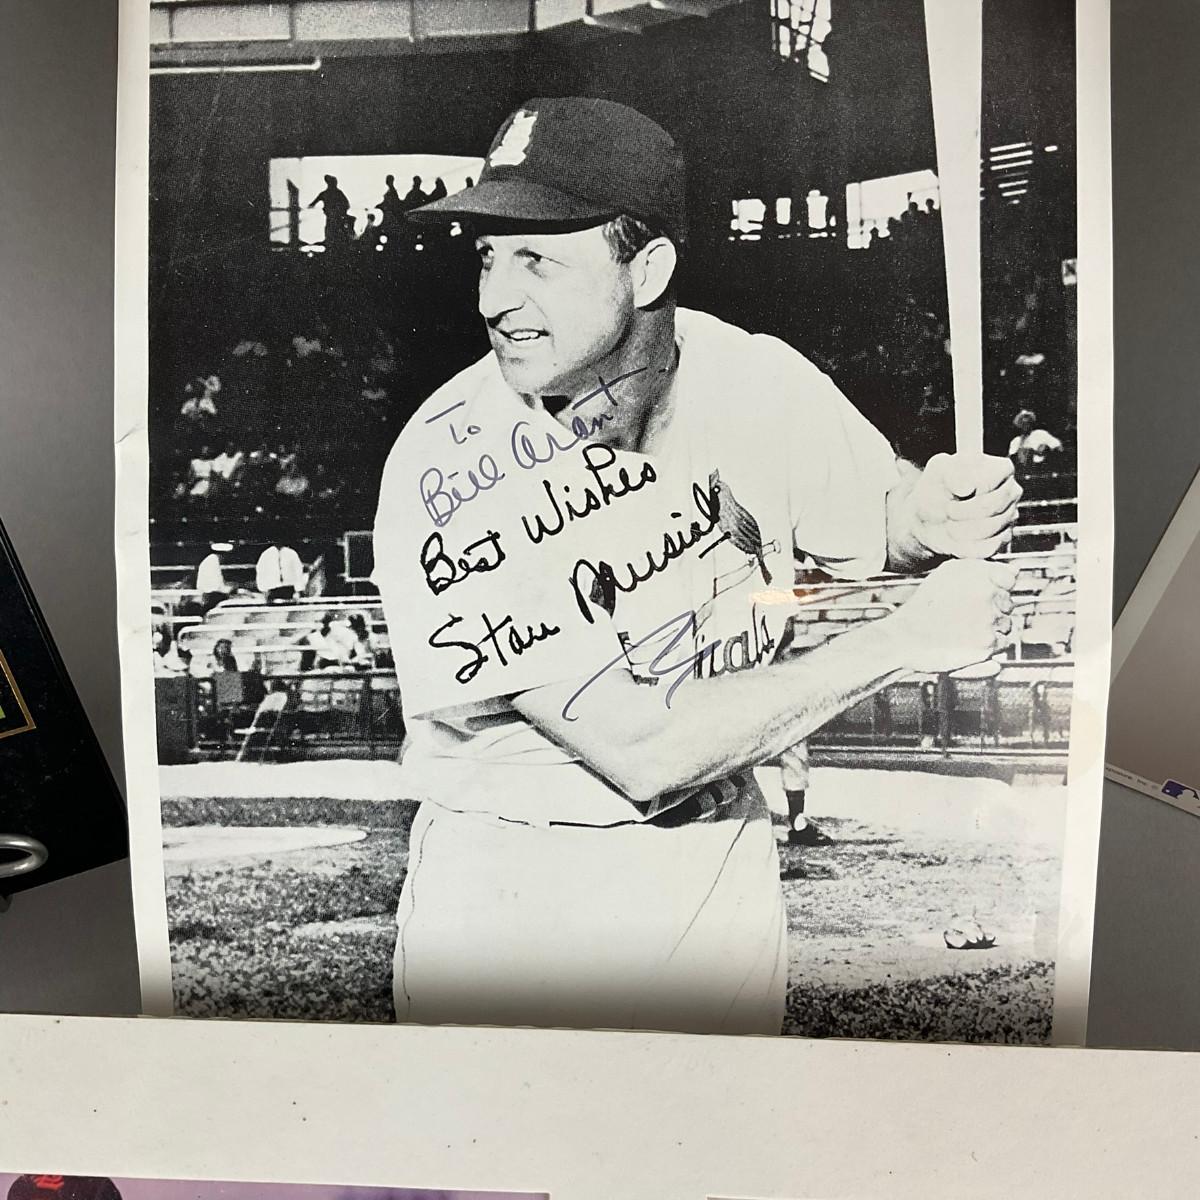 To
Bill Arant
Best Wishes
Stan Musial